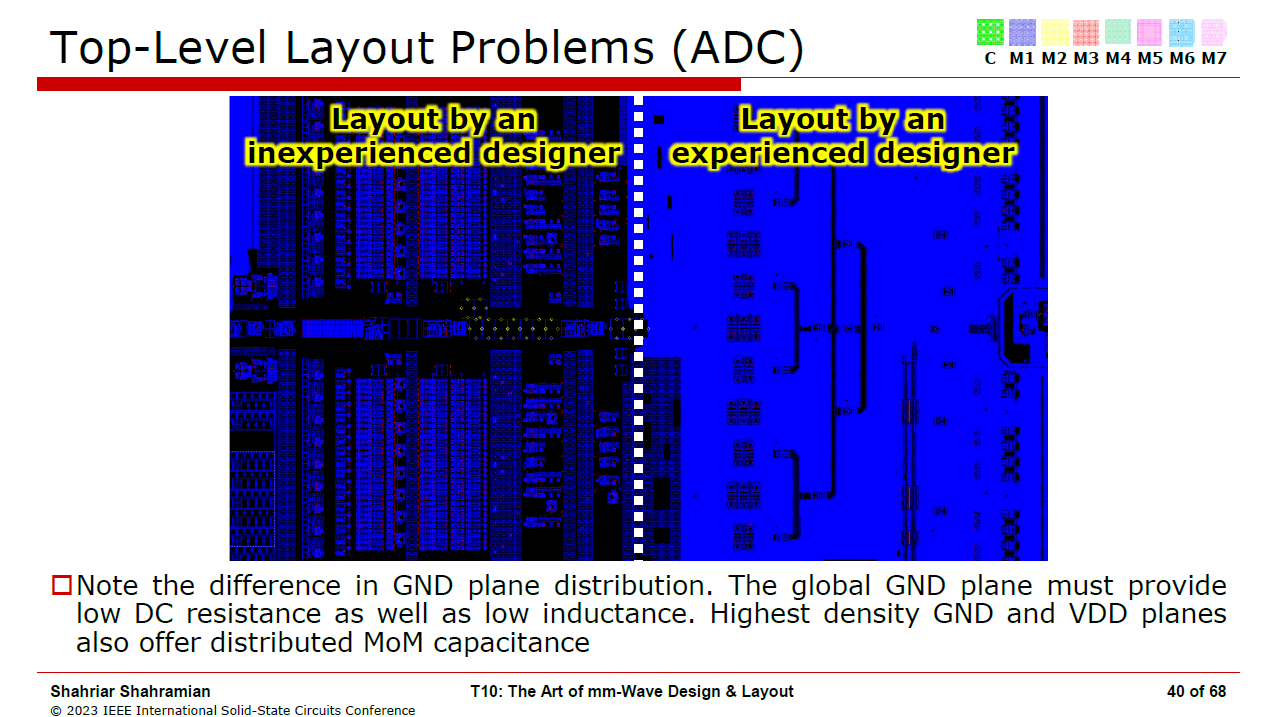 Top-Level Layout Problems (ADC)
C M1 M2 M3 M4 M5 M6 M7
Layout by an
inexperienced designer
Layout by an
experienced designer
Note the difference in GND plane distribution. The global GND plane must provide
low DC resistance as well as low inductance. Highest density GND and VDD planes
also offer distributed MoM capacitance
Shahriar Shahramian
T10: The Art of mm-Wave Design & Layout
40 of 68
© 2023 IEEE International Solid-State Circuits Conference